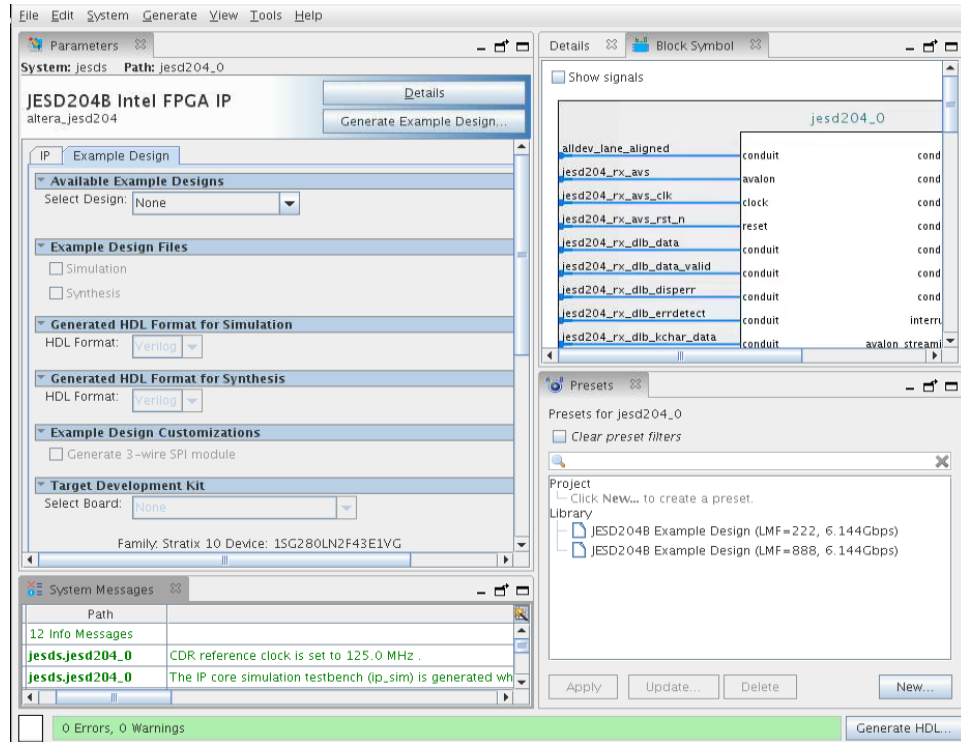 File Edit System Generate View Tools Help
Parameters
System: jesds Path: jesd204_0
JESD204B Intel FPGA IP
altera_jesd204
Details
Generate Example Design...
IP Example Design
Available Example Designs
Select Design: None
Example Design Files
Simulation
Synthesis
Generated HDL Format for Simulation
HDL Format: Verilog
Generated HDL Format for Synthesis
HDL Format: Verilog
Example Design Customizations
Generate 3-wire SPI module
Target Development Kit
Select Board: None
Family: Stratix 10 Device: 1SG280LN2F43E1VG
System Messages
Path
12 Info Messages
jesds.jesd204_0 CDR reference clock is set to 125.0 MHz .
jesds.jesd204_0 The IP core simulation testbench (ip_sim) is generated wh
0 Errors, 0 Warnings
Details Block Symbol
Show signals
jesd204_0
alldev_lane_aligned conduit cond
jesd204_rx_avs avalon cond
jesd204_rx_avs_clk clock cond
jesd204_rx_avs_rst_n reset cond
jesd204_rx_dlb_data conduit cond
jesd204_rx_dlb_data_valid conduit cond
jesd204_rx_dlb_disperr conduit cond
jesd204_rx_dlb_errdetect conduit interru
jesd204_rx_dlb_kchar_data conduit avalon_streami
Presets
Presets for jesd204_0
Clear preset filters
Project
Click New... to create a preset.
Library
JESD204B Example Design (LMF=222, 6.144Gbps)
JESD204B Example Design (LMF=888, 6.144Gbps)
Apply Update... Delete New...
Generate HDL...